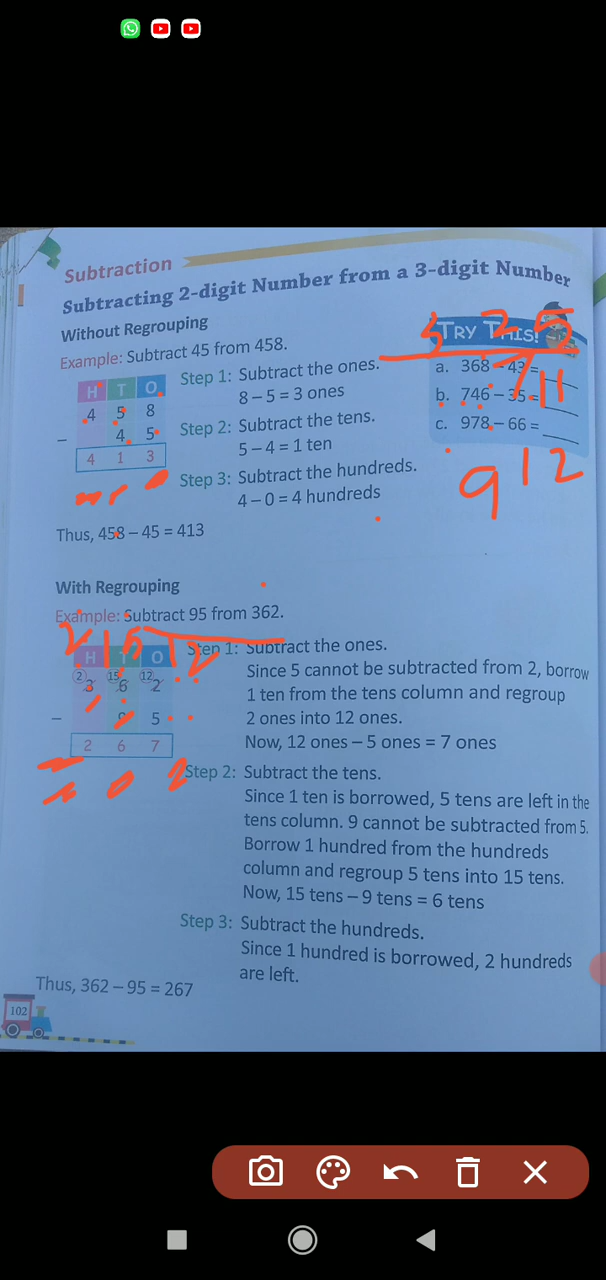 Subtraction
Subtracting 2-digit Number from a 3-digit Number
Without Regrouping
Example: Subtract 45 from 458.
H T O
4 5 8
– 4 5
4 1 3
Step 1: Subtract the ones.
8 – 5 = 3 ones
Step 2: Subtract the tens.
5 – 4 = 1 ten
Step 3: Subtract the hundreds.
4 – 0 = 4 hundreds
Thus, 458 – 45 = 413
TRY THIS!
3 2 5
a. 368 – 43 =
b. 746 – 35 =
711
c. 978 – 66 =
912
With Regrouping
Example: Subtract 95 from 362.
2 15 12
H T O
2 15 12
3 6 2
– 9 5
2 6 7
Step 1: Subtract the ones.
Since 5 cannot be subtracted from 2, borrow
1 ten from the tens column and regroup
2 ones into 12 ones.
Now, 12 ones – 5 ones = 7 ones
Step 2: Subtract the tens.
Since 1 ten is borrowed, 5 tens are left in the
tens column. 9 cannot be subtracted from 5.
Borrow 1 hundred from the hundreds
column and regroup 5 tens into 15 tens.
Now, 15 tens – 9 tens = 6 tens
Step 3: Subtract the hundreds.
Since 1 hundred is borrowed, 2 hundreds
are left.
Thus, 362 – 95 = 267
102